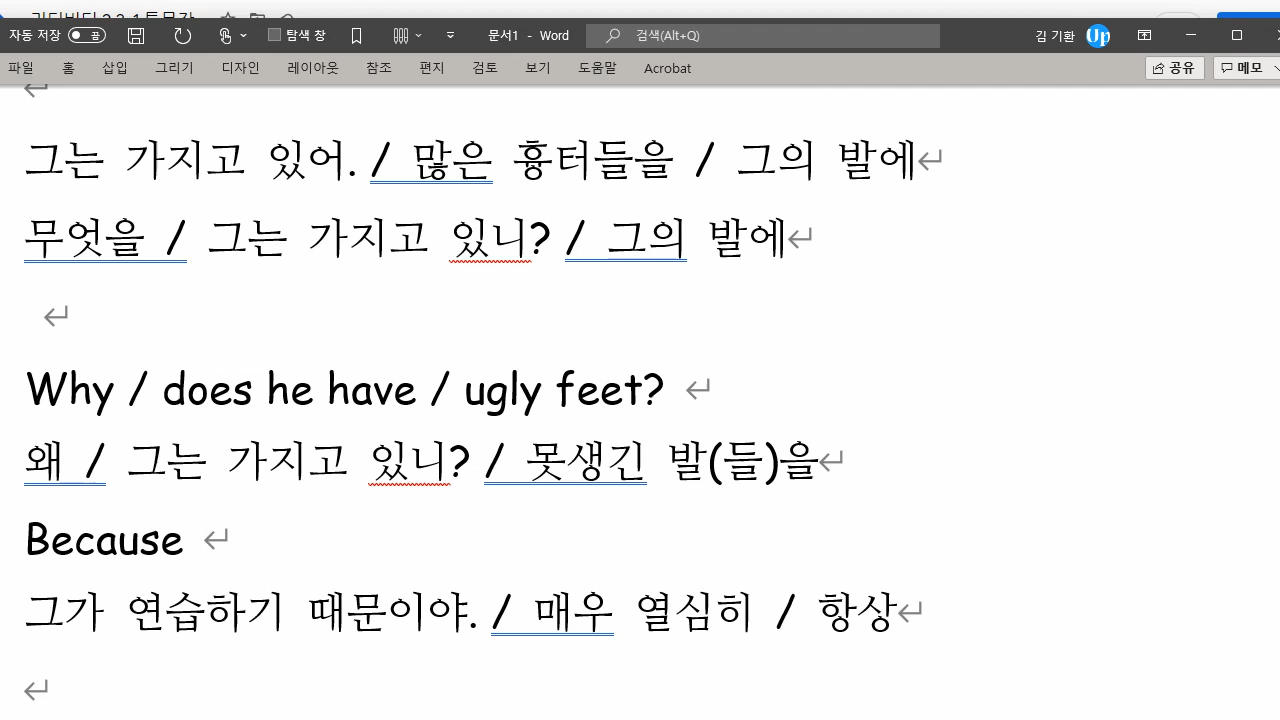 자동 저장 끔 탐색 창 문서1 - Word 검색(Alt+Q) 김 기환 Up
파일 홈 삽입 그리기 디자인 레이아웃 참조 편지 검토 보기 도움말 Acrobat 공유 메모
그는 가지고 있어. / 많은 흉터들을 / 그의 발에
무엇을 / 그는 가지고 있니? / 그의 발에
Why / does he have / ugly feet?
왜 / 그는 가지고 있니? / 못생긴 발(들)을
Because
그가 연습하기 때문이야. / 매우 열심히 / 항상